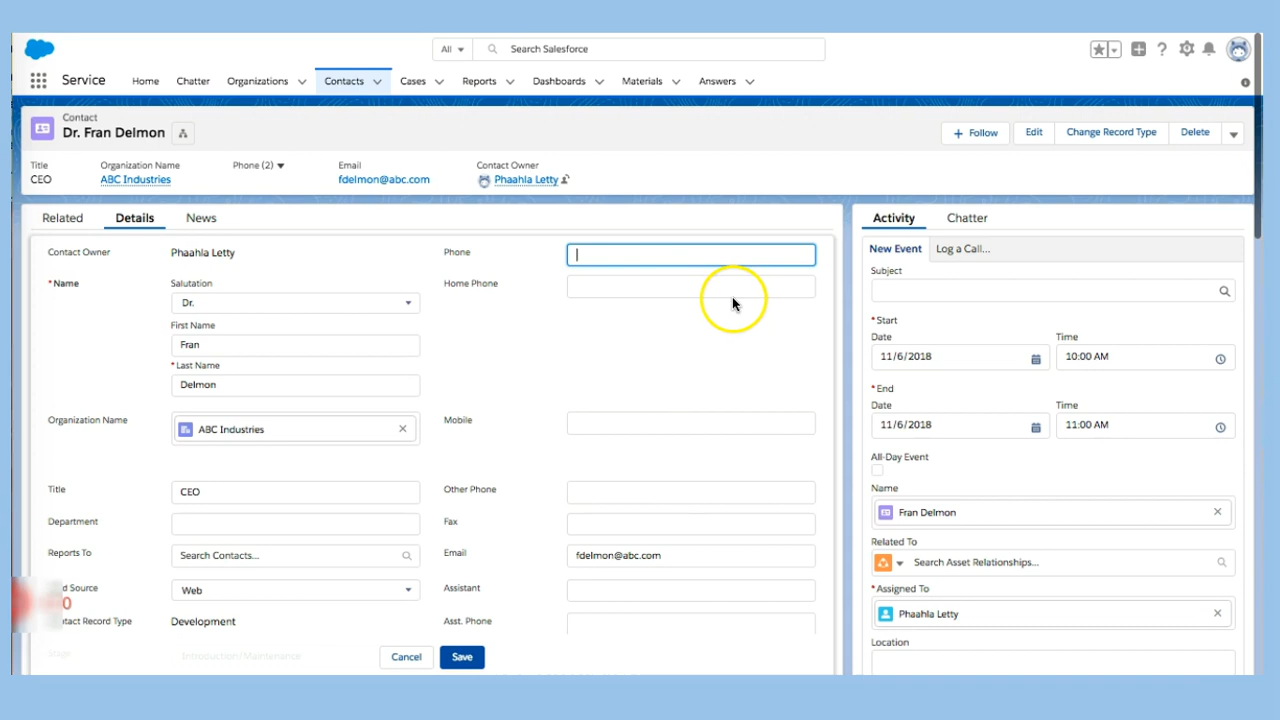 All
Search Salesforce
Service
Home
Chatter
Organizations
Contacts
Cases
Reports
Dashboards
Materials
Answers
Contact
Dr. Fran Delmon
+ Follow
Edit
Change Record Type
Delete
Title
Organization Name
Phone (2)
Email
Contact Owner
CEO
ABC Industries
fdelmon@abc.com
Phaahla Letty
Related
Details
News
Contact Owner
Phaahla Letty
Phone
* Name
Salutation
Home Phone
Dr.
First Name
Fran
* Last Name
Delmon
Organization Name
ABC Industries
Mobile
Title
CEO
Other Phone
Department
Fax
Reports To
Search Contacts...
Email
fdelmon@abc.com
d Source
Web
Assistant
tact Record Type
Development
Asst. Phone
Stage
Introduction/Maintenance
Cancel
Save
Activity
Chatter
New Event
Log a Call...
Subject
* Start
Date
Time
11/6/2018
10:00 AM
* End
Date
Time
11/6/2018
11:00 AM
All-Day Event
Name
Fran Delmon
Related To
Search Asset Relationships...
* Assigned To
Phaahla Letty
Location